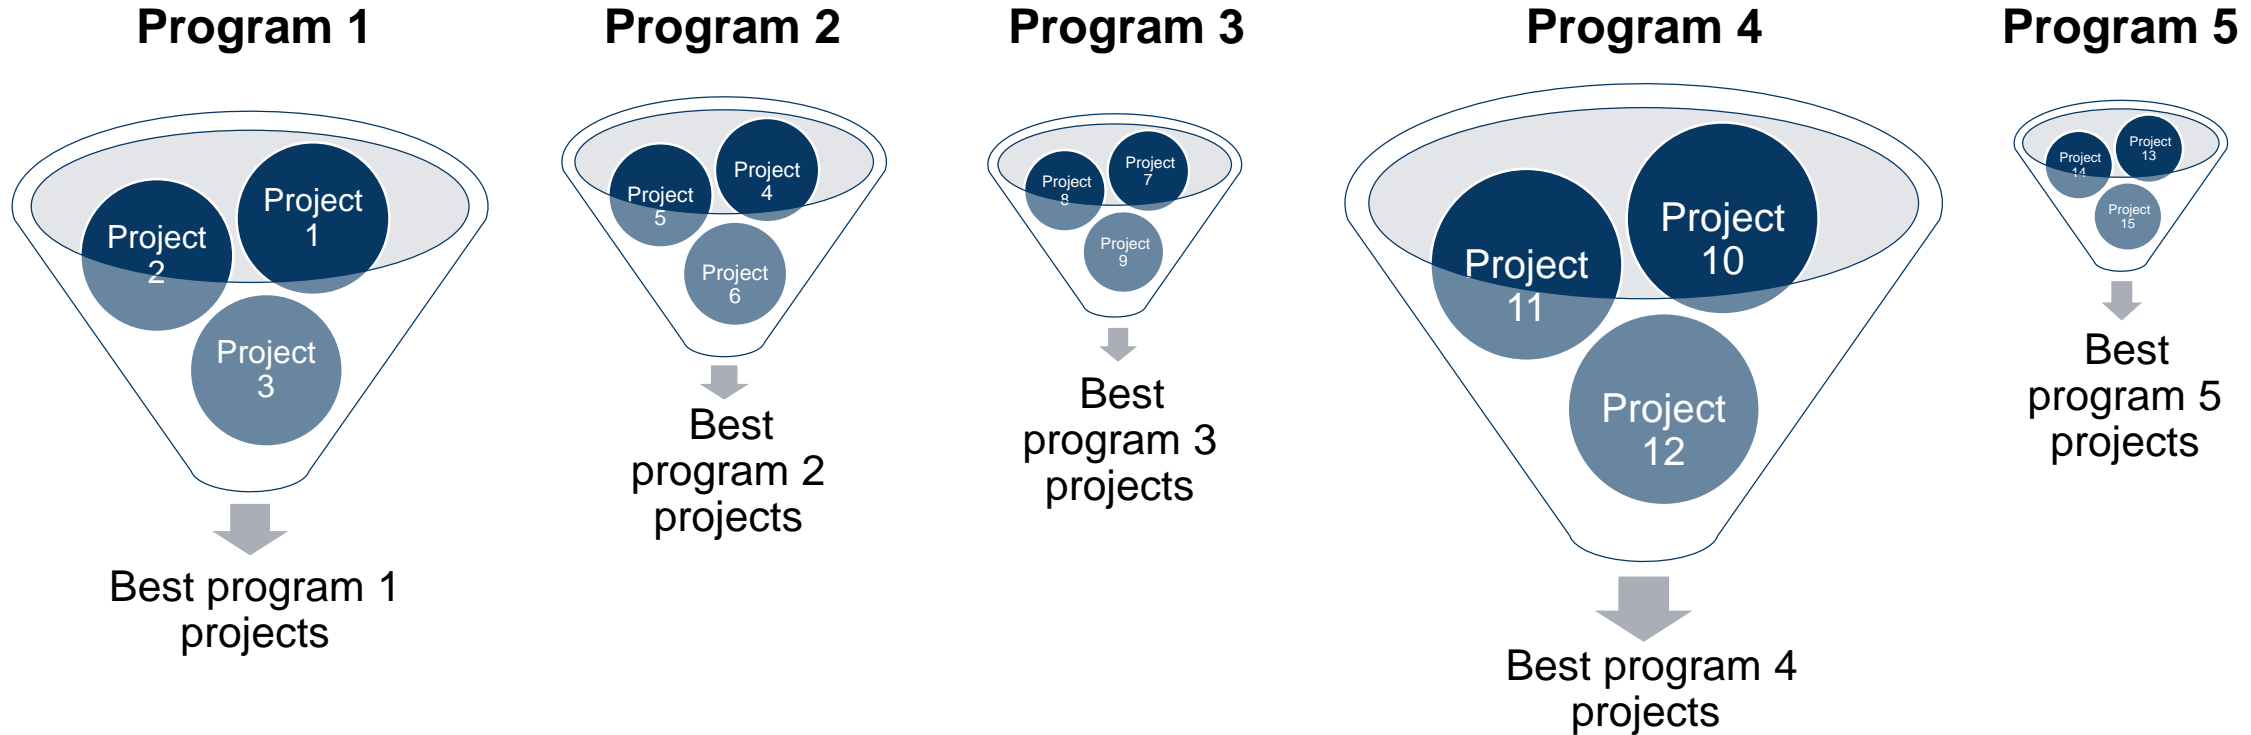 Program 1
Project
1
Project
2
Project
3
Best program 1
projects
Program 2
Project
4
Project
5
Project
6
Best
program 2
projects
Program 3
Project
7
Project
8
Project
9
Best
program 3
projects
Program 4
Project
10
Project
11
Project
12
Best program 4
projects
Program 5
Project
13
Project
14
Project
15
Best
program 5
projects